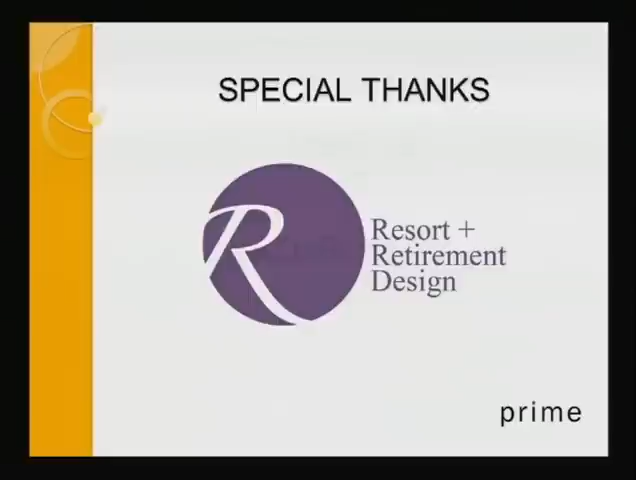 SPECIAL THANKS
R
Resort +
Retirement
Design
prime